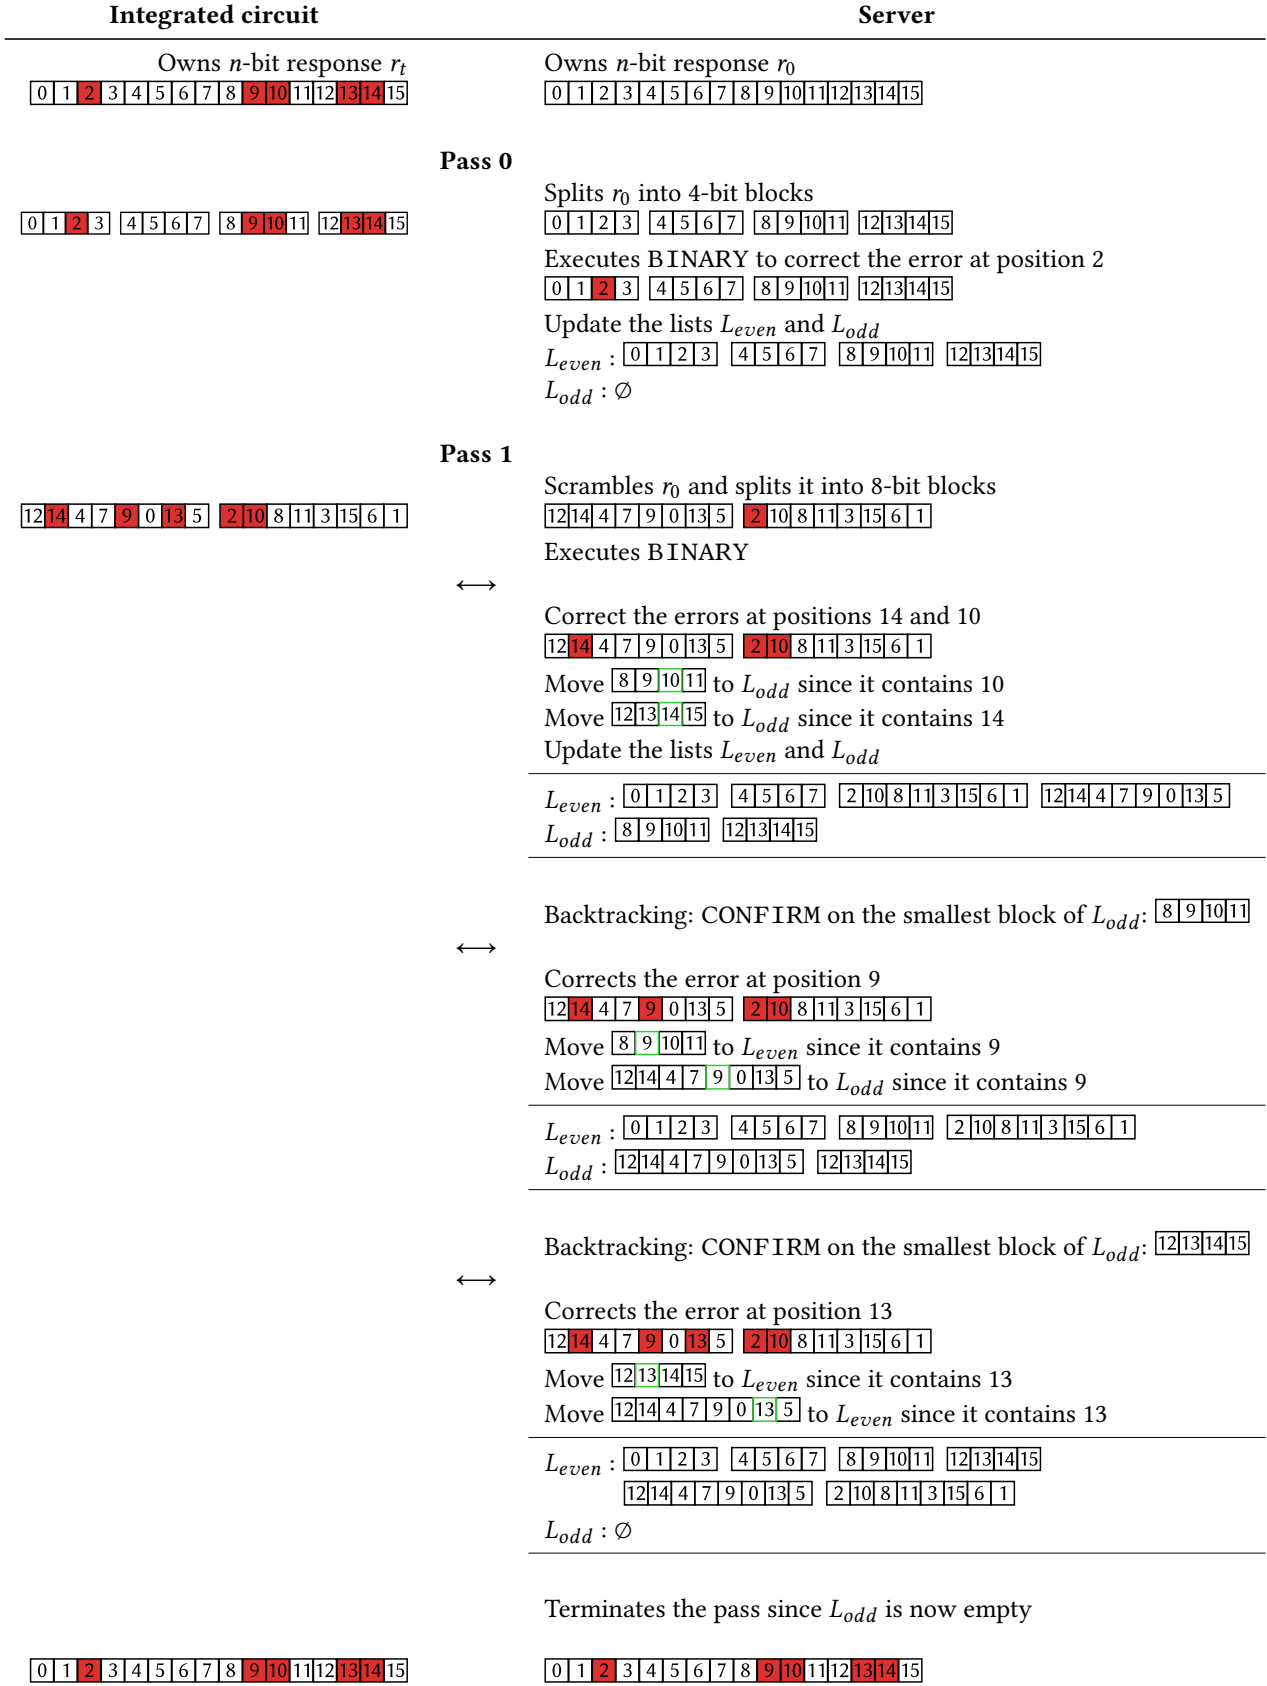 Integrated circuit Server
Owns n-bit response r_t Owns n-bit response r_0
0 1 2 3 4 5 6 7 8 9 10 11 12 13 14 15 0 1 2 3 4 5 6 7 8 9 10 11 12 13 14 15
Pass 0
Splits r_0 into 4-bit blocks
0 1 2 3 4 5 6 7 8 9 10 11 12 13 14 15 0 1 2 3 4 5 6 7 8 9 10 11 12 13 14 15
Executes BINARY to correct the error at position 2
0 1 2 3 4 5 6 7 8 9 10 11 12 13 14 15
Update the lists L_even and L_odd
L_even : 0 1 2 3 4 5 6 7 8 9 10 11 12 13 14 15
L_odd : ∅
Pass 1
Scrambles r_0 and splits it into 8-bit blocks
12 14 4 7 9 0 13 5 2 10 8 11 3 15 6 1 12 14 4 7 9 0 13 5 2 10 8 11 3 15 6 1
Executes BINARY
⟷
Correct the errors at positions 14 and 10
12 14 4 7 9 0 13 5 2 10 8 11 3 15 6 1
Move 8 9 10 11 to L_odd since it contains 10
Move 12 13 14 15 to L_odd since it contains 14
Update the lists L_even and L_odd
L_even : 0 1 2 3 4 5 6 7 2 10 8 11 3 15 6 1 12 14 4 7 9 0 13 5
L_odd : 8 9 10 11 12 13 14 15
Backtracking: CONFIRM on the smallest block of L_odd: 8 9 10 11
⟷
Corrects the error at position 9
12 14 4 7 9 0 13 5 2 10 8 11 3 15 6 1
Move 8 9 10 11 to L_even since it contains 9
Move 12 14 4 7 9 0 13 5 to L_odd since it contains 9
L_even : 0 1 2 3 4 5 6 7 8 9 10 11 2 10 8 11 3 15 6 1
L_odd : 12 14 4 7 9 0 13 5 12 13 14 15
Backtracking: CONFIRM on the smallest block of L_odd: 12 13 14 15
⟷
Corrects the error at position 13
12 14 4 7 9 0 13 5 2 10 8 11 3 15 6 1
Move 12 13 14 15 to L_even since it contains 13
Move 12 14 4 7 9 0 13 5 to L_even since it contains 13
L_even : 0 1 2 3 4 5 6 7 8 9 10 11 12 13 14 15
12 14 4 7 9 0 13 5 2 10 8 11 3 15 6 1
L_odd : ∅
Terminates the pass since L_odd is now empty
0 1 2 3 4 5 6 7 8 9 10 11 12 13 14 15 0 1 2 3 4 5 6 7 8 9 10 11 12 13 14 15